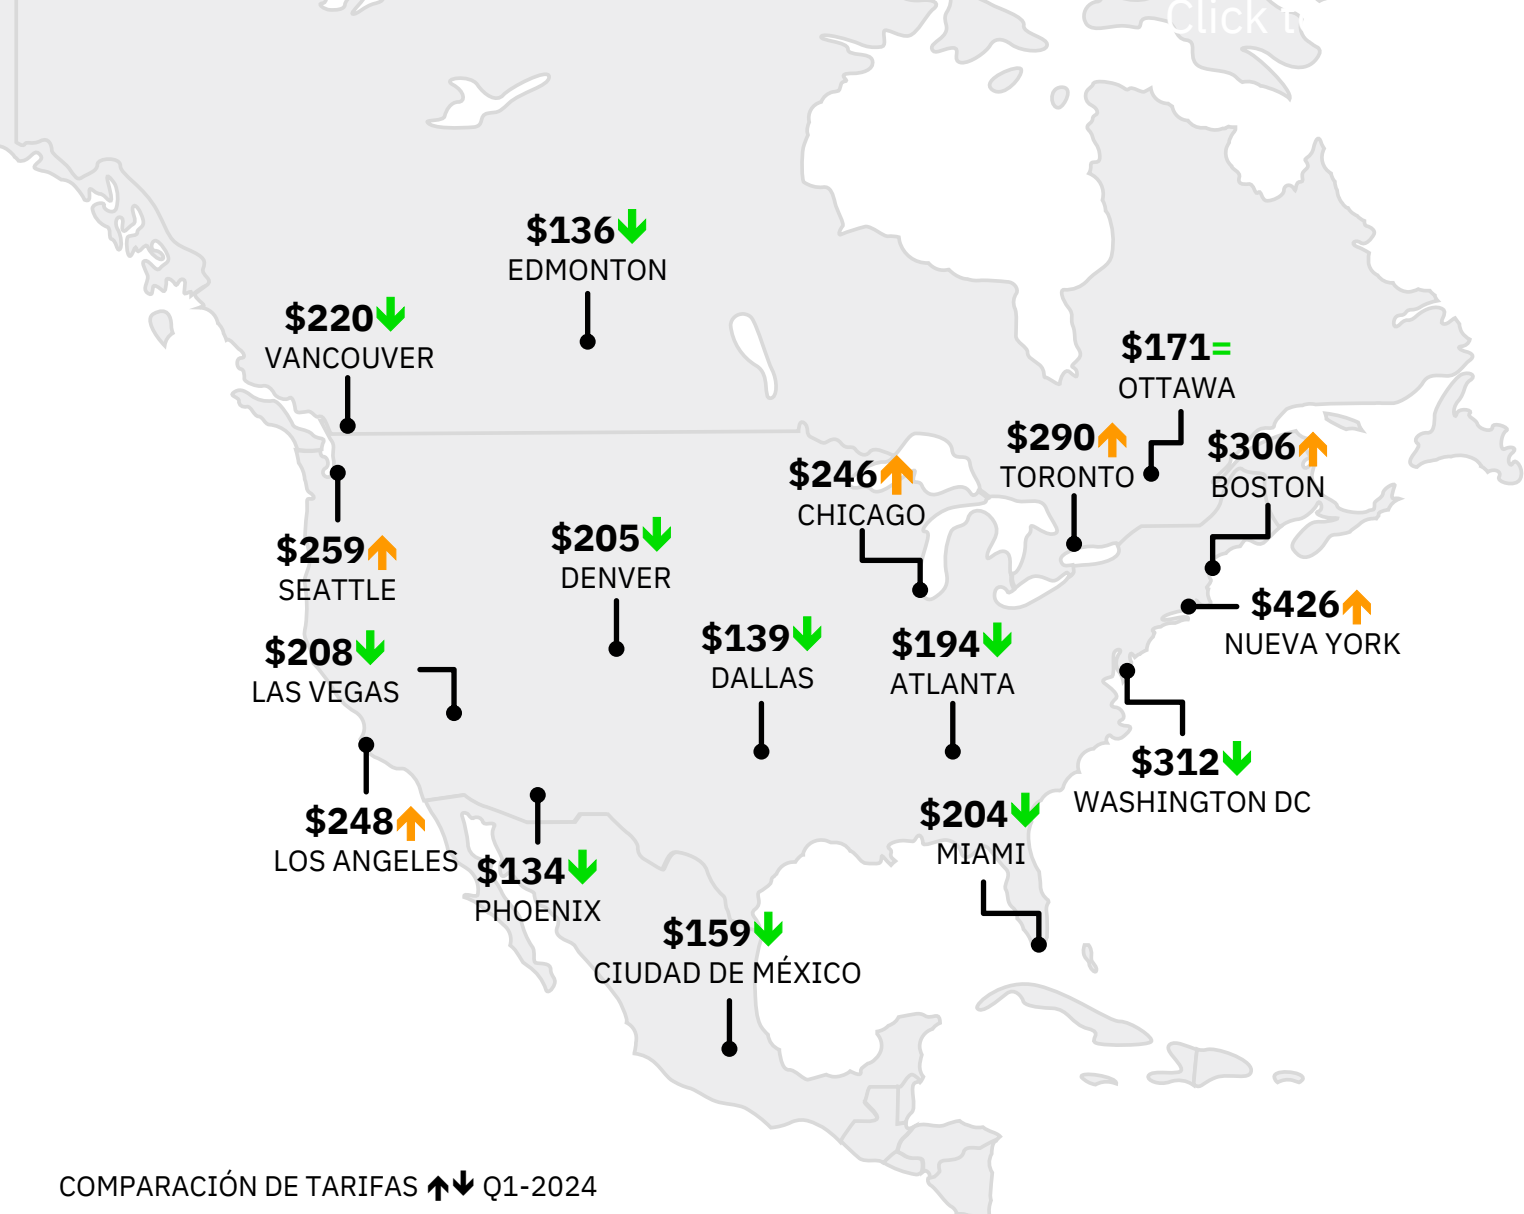 Click to
$136
EDMONTON
$220
VANCOUVER
$171=
OTTAWA
$290
TORONTO
$306
BOSTON
$246
CHICAGO
$259
SEATTLE
$205
DENVER
$426
NUEVA YORK
$208
LAS VEGAS
$139
DALLAS
$194
ATLANTA
$312
WASHINGTON DC
$248
LOS ANGELES
$204
MIAMI
$134
PHOENIX
$159
CIUDAD DE MÉXICO
COMPARACIÓN DE TARIFAS ↑↓ Q1-2024